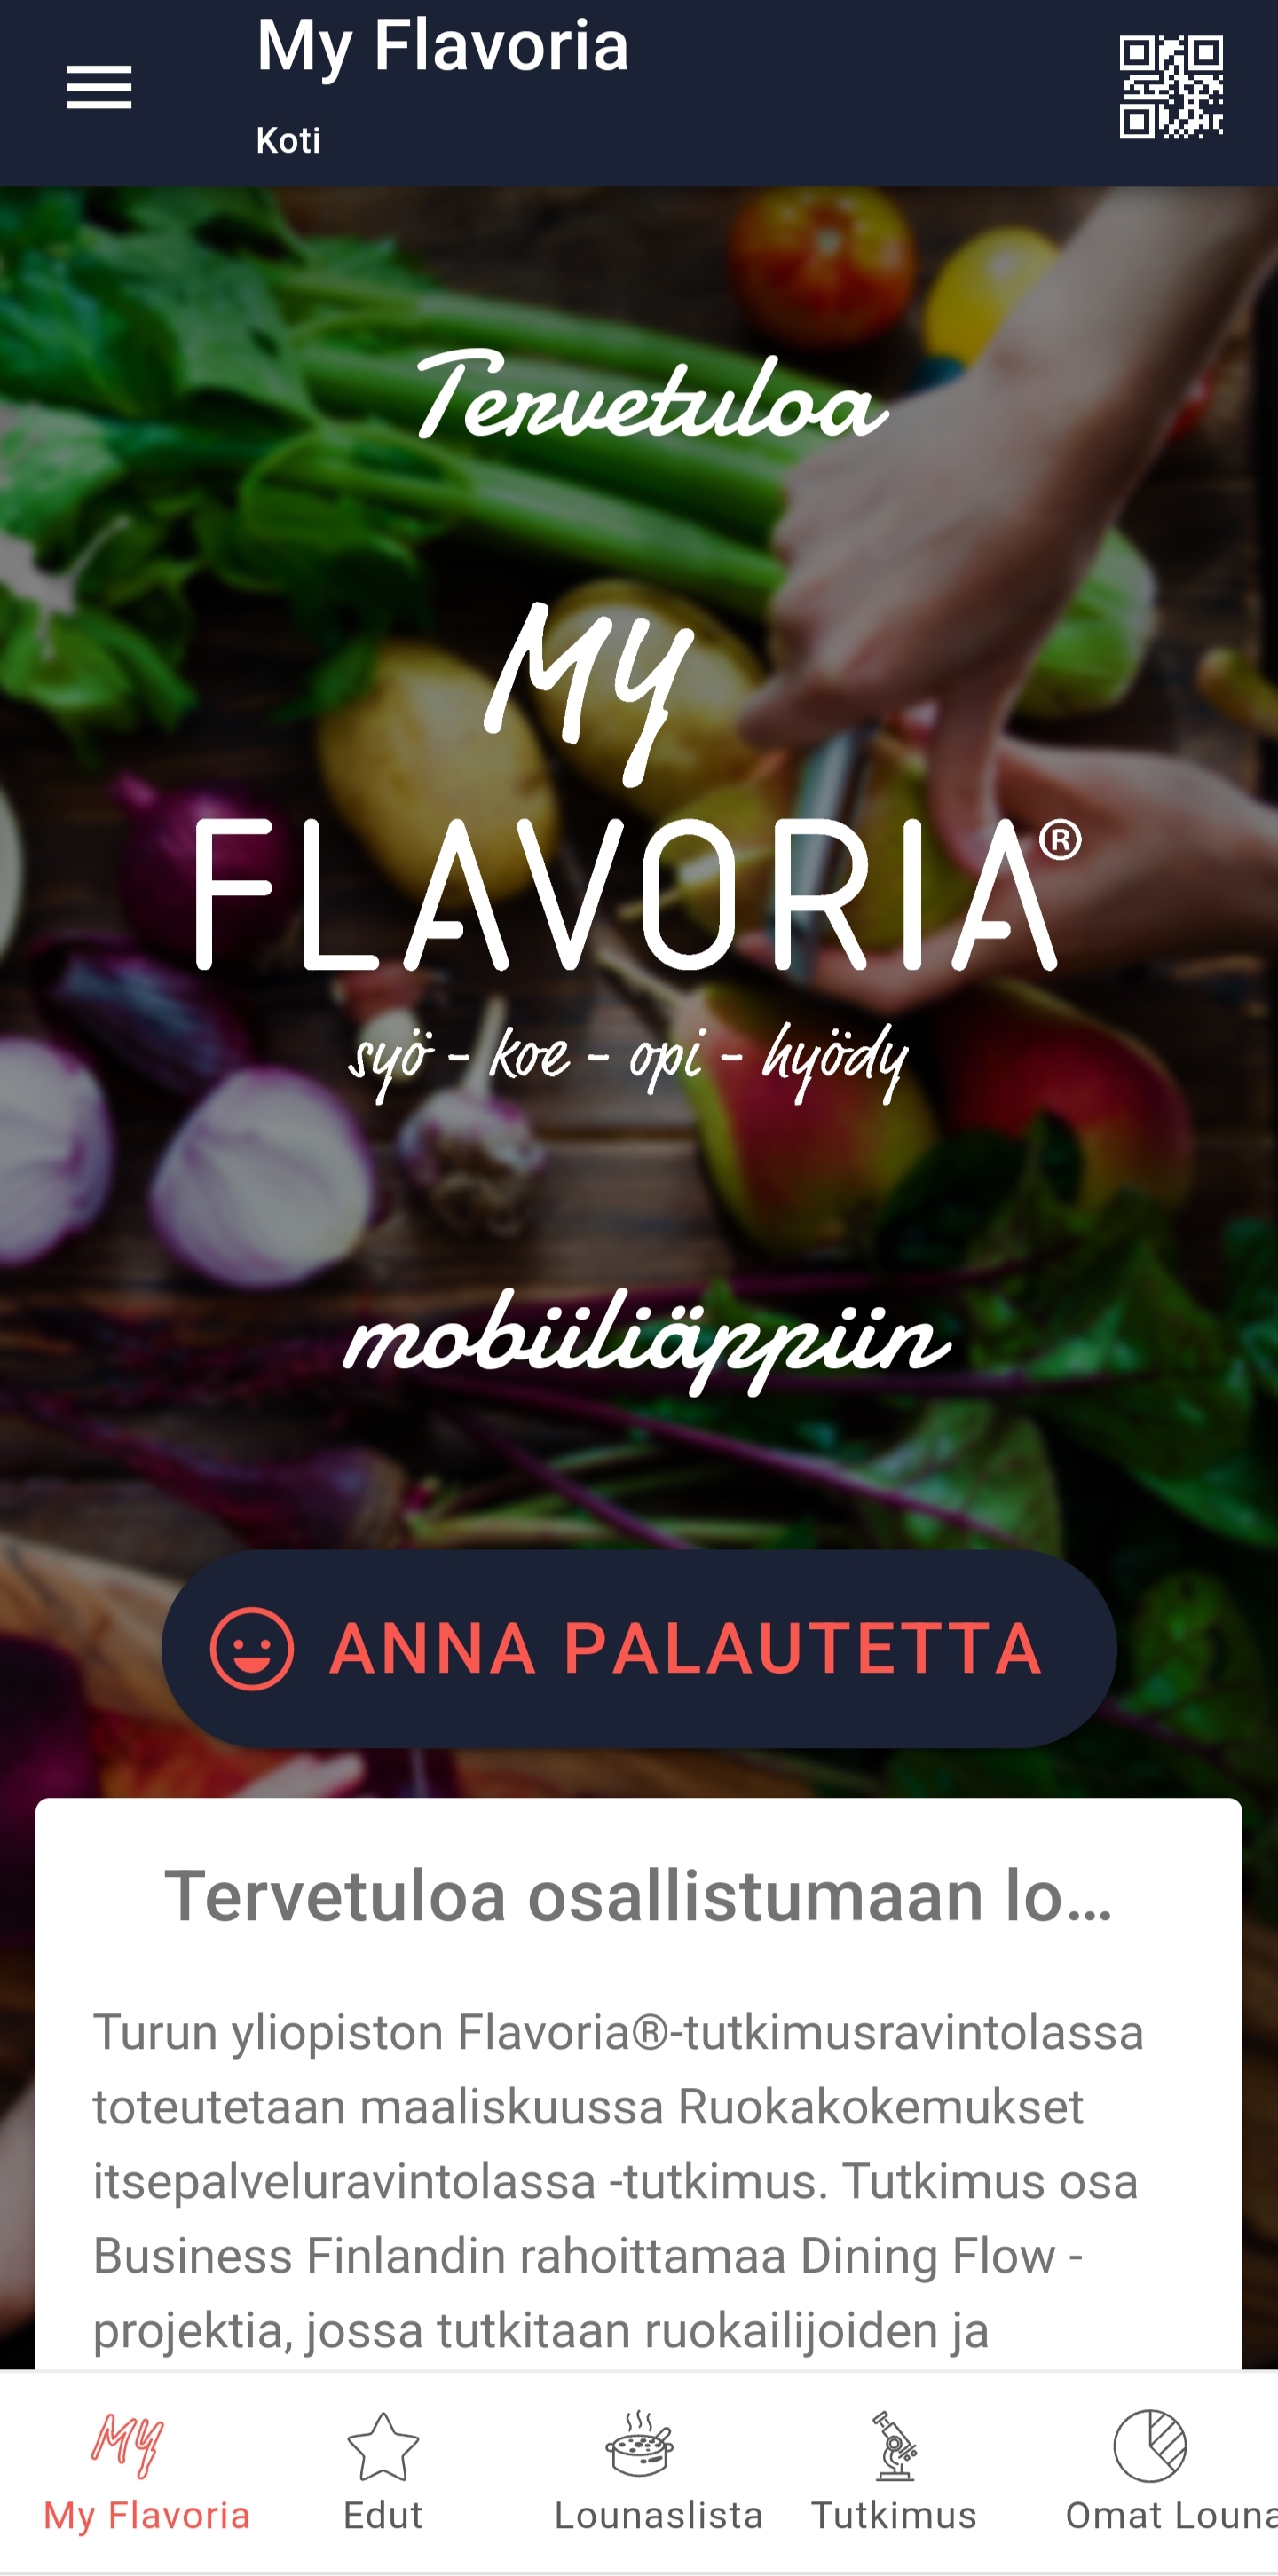 My Flavoria
Koti
Tervetuloa
My
FLAVORIA®
syö - koe - opi - hyödy
mobiiliäppiin
ANNA PALAUTETTA
Tervetuloa osallistumaan lo...
Turun yliopiston Flavoria®-tutkimusravintolassa
toteutetaan maaliskuussa Ruokakokemukset
itsepalveluravintolassa -tutkimus. Tutkimus osa
Business Finlandin rahoittamaa Dining Flow -
projektia, jossa tutkitaan ruokailijoiden ja
My
My Flavoria
Edut
Lounaslista
Tutkimus
Omat Louna